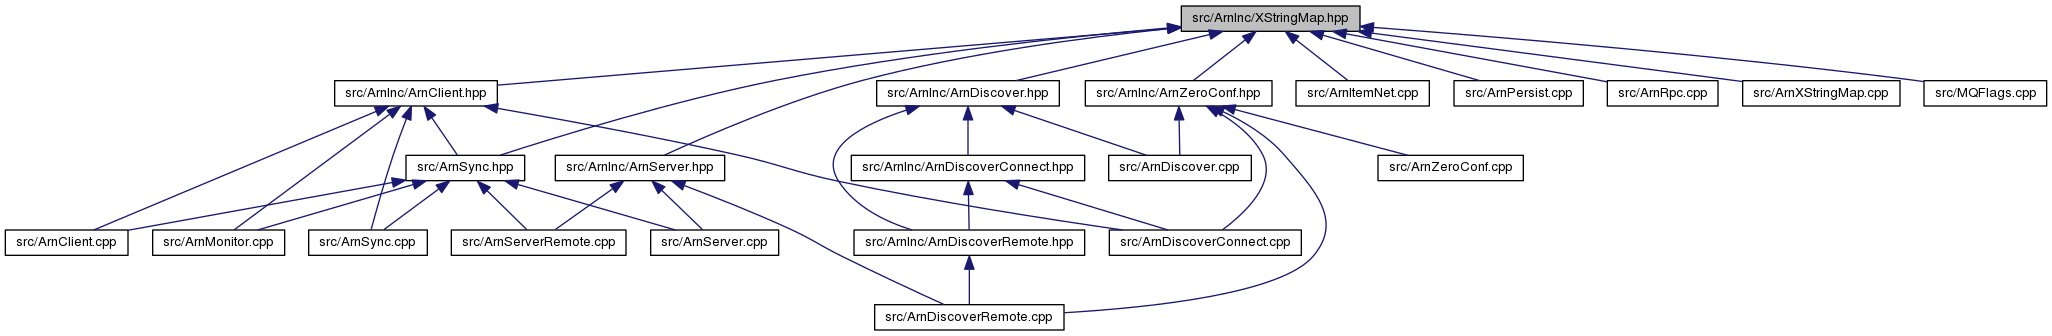 src/ArnInc/XStringMap.hpp
src/ArnInc/ArnClient.hpp
src/ArnInc/ArnDiscover.hpp
src/ArnInc/ArnZeroConf.hpp
src/ArnItemNet.cpp
src/ArnPersist.cpp
src/ArnRpc.cpp
src/ArnXStringMap.cpp
src/MQFlags.cpp
src/ArnSync.hpp
src/ArnInc/ArnServer.hpp
src/ArnInc/ArnDiscoverConnect.hpp
src/ArnDiscover.cpp
src/ArnZeroConf.cpp
src/ArnClient.cpp
src/ArnMonitor.cpp
src/ArnSync.cpp
src/ArnServerRemote.cpp
src/ArnServer.cpp
src/ArnInc/ArnDiscoverRemote.hpp
src/ArnDiscoverConnect.cpp
src/ArnDiscoverRemote.cpp